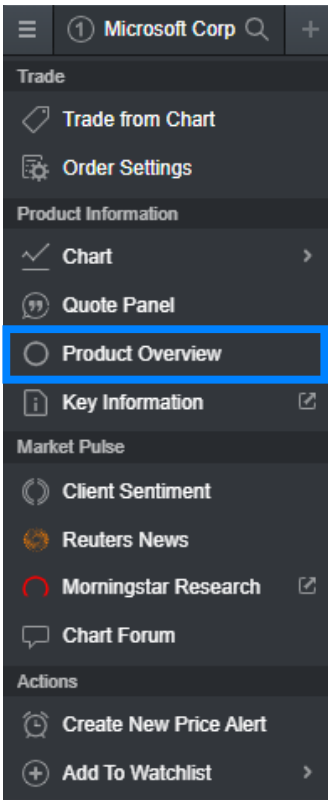 1 Microsoft Corp
Trade
Trade from Chart
Order Settings
Product Information
Chart
Quote Panel
Product Overview
Key Information
Market Pulse
Client Sentiment
Reuters News
Morningstar Research
Chart Forum
Actions
Create New Price Alert
Add To Watchlist